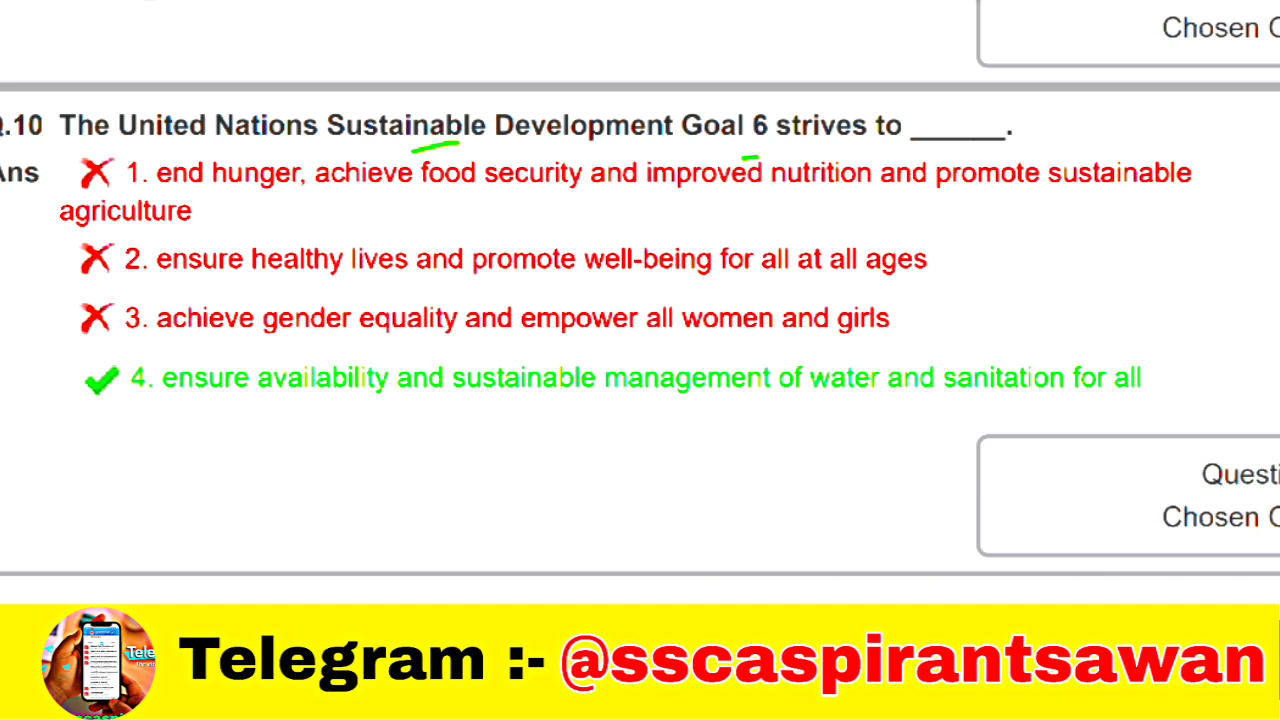 Chosen
.10 The United Nations Sustainable Development Goal 6 strives to ______.
Ans 1. end hunger, achieve food security and improved nutrition and promote sustainable
agriculture
2. ensure healthy lives and promote well-being for all at all ages
3. achieve gender equality and empower all women and girls
4. ensure availability and sustainable management of water and sanitation for all
Questi
Chosen
Telegram :- @sscaspirantsawan